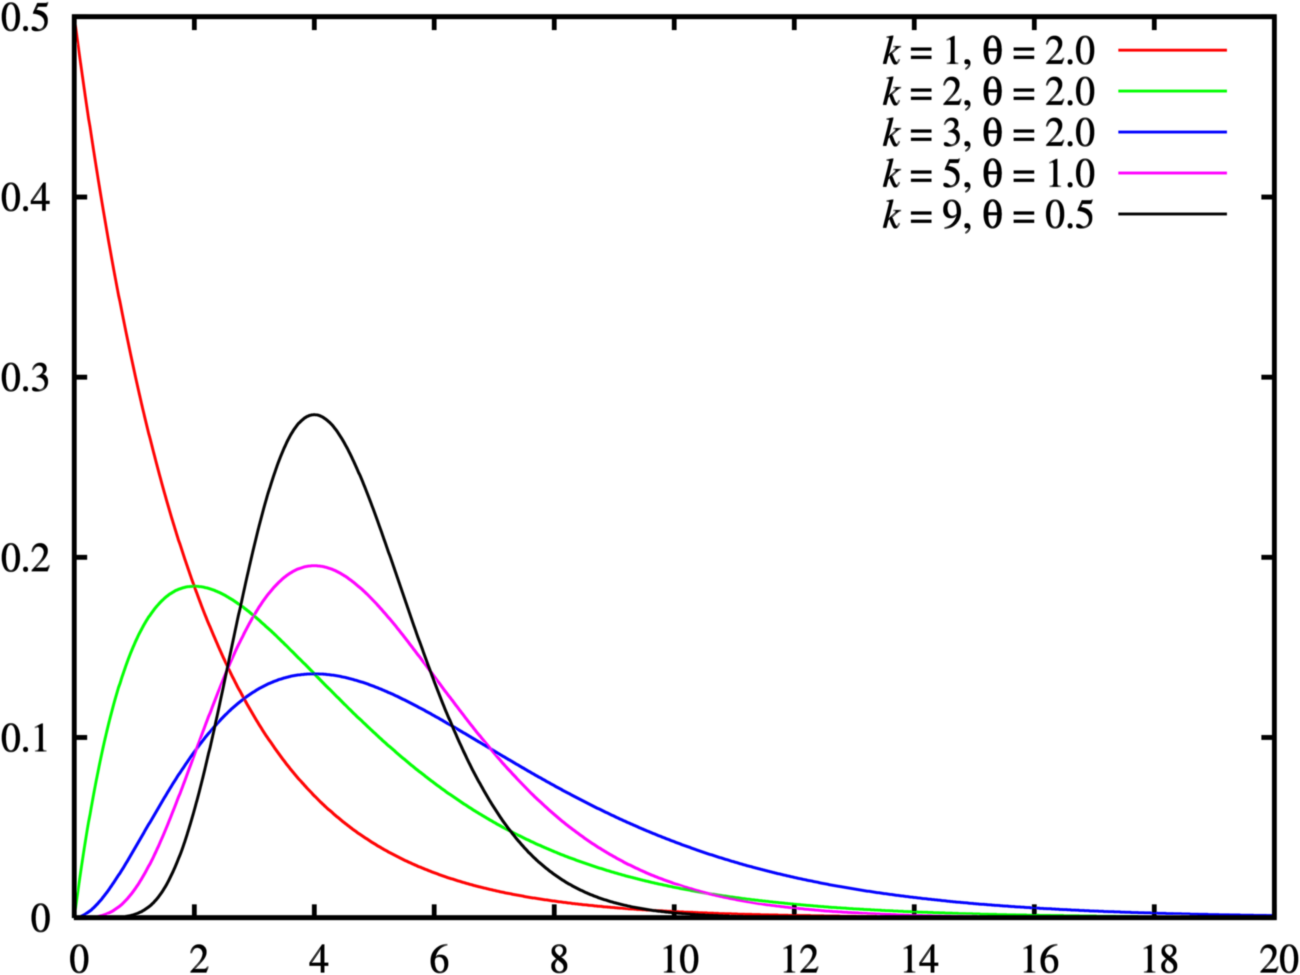 0.5
k = 1, θ = 2.0
k = 2, θ = 2.0
k = 3, θ = 2.0
k = 5, θ = 1.0
k = 9, θ = 0.5
0.4
0.3
0.2
0.1
0
0 2 4 6 8 10 12 14 16 18 20